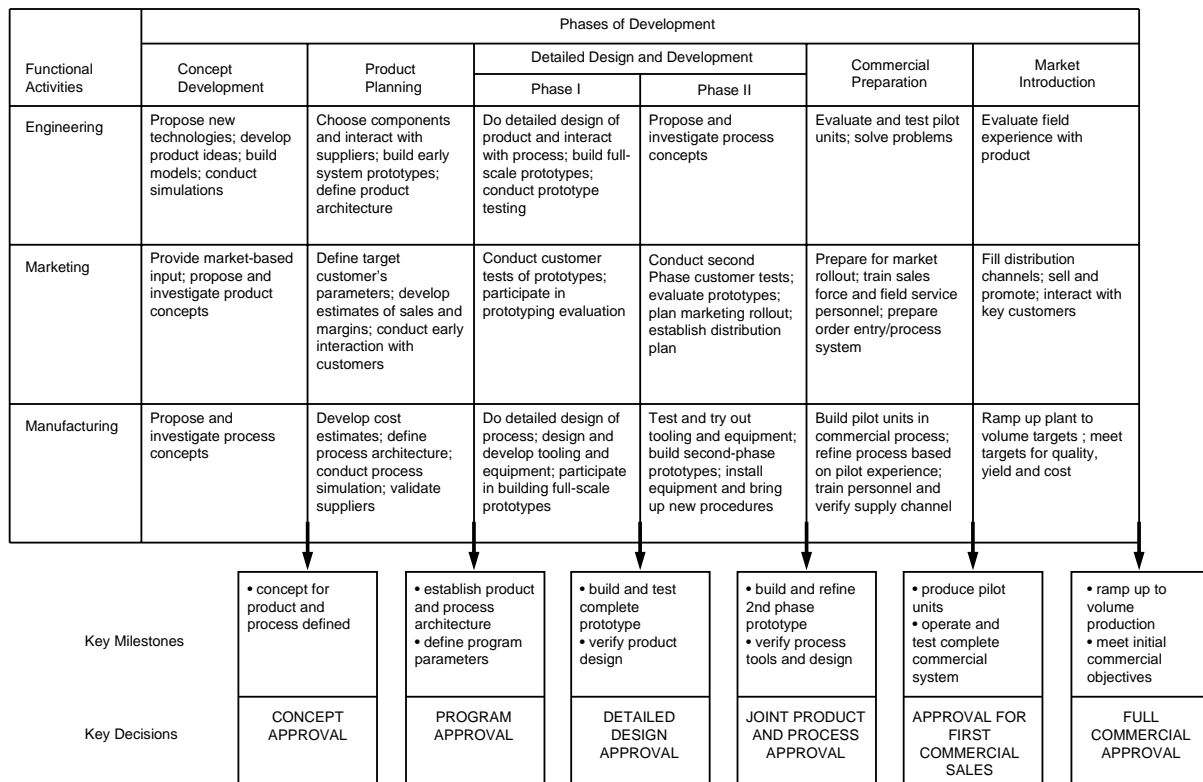 Phases of Development
Functional
Activities
Concept
Development
Product
Planning
Detailed Design and Development
Phase I
Phase II
Commercial
Preparation
Market
Introduction
Engineering
Propose new
technologies; develop
product ideas; build
models; conduct
simulations
Choose components
and interact with
suppliers; build early
system prototypes;
define product
architecture
Do detailed design of
product and interact
with process; build full-
scale prototypes;
conduct prototype
testing
Propose and
investigate process
concepts
Evaluate and test pilot
units; solve problems
Evaluate field
experience with
product
Marketing
Provide market-based
input; propose and
investigate product
concepts
Define target
customer's
parameters; develop
estimates of sales and
margins; conduct early
interaction with
customers
Conduct customer
tests of prototypes;
participate in
prototyping evaluation
Conduct second
Phase customer tests;
evaluate prototypes;
plan marketing rollout;
establish distribution
plan
Prepare for market
rollout; train sales
force and field service
personnel; prepare
order entry/process
system
Fill distribution
channels; sell and
promote; interact with
key customers
Manufacturing
Propose and
investigate process
concepts
Develop cost
estimates; define
process architecture;
conduct process
simulation; validate
suppliers
Do detailed design of
process; design and
develop tooling and
equipment; participate
in building full-scale
prototypes
Test and try out
tooling and equipment;
build second-phase
prototypes; install
equipment and bring
up new procedures
Build pilot units in
commercial process;
refine process based
on pilot experience;
train personnel and
verify supply channel
Ramp up plant to
volume targets ; meet
targets for quality,
yield and cost
Key Milestones
• concept for
product and
process defined
• establish product
and process
architecture
• define program
parameters
• build and test
complete
prototype
• verify product
design
• build and refine
2nd phase
prototype
• verify process
tools and design
• produce pilot
units
• operate and
test complete
commercial
system
• ramp up to
volume
production
• meet initial
commercial
objectives
Key Decisions
CONCEPT
APPROVAL
PROGRAM
APPROVAL
DETAILED
DESIGN
APPROVAL
JOINT PRODUCT
AND PROCESS
APPROVAL
APPROVAL FOR
FIRST
COMMERCIAL
SALES
FULL
COMMERCIAL
APPROVAL